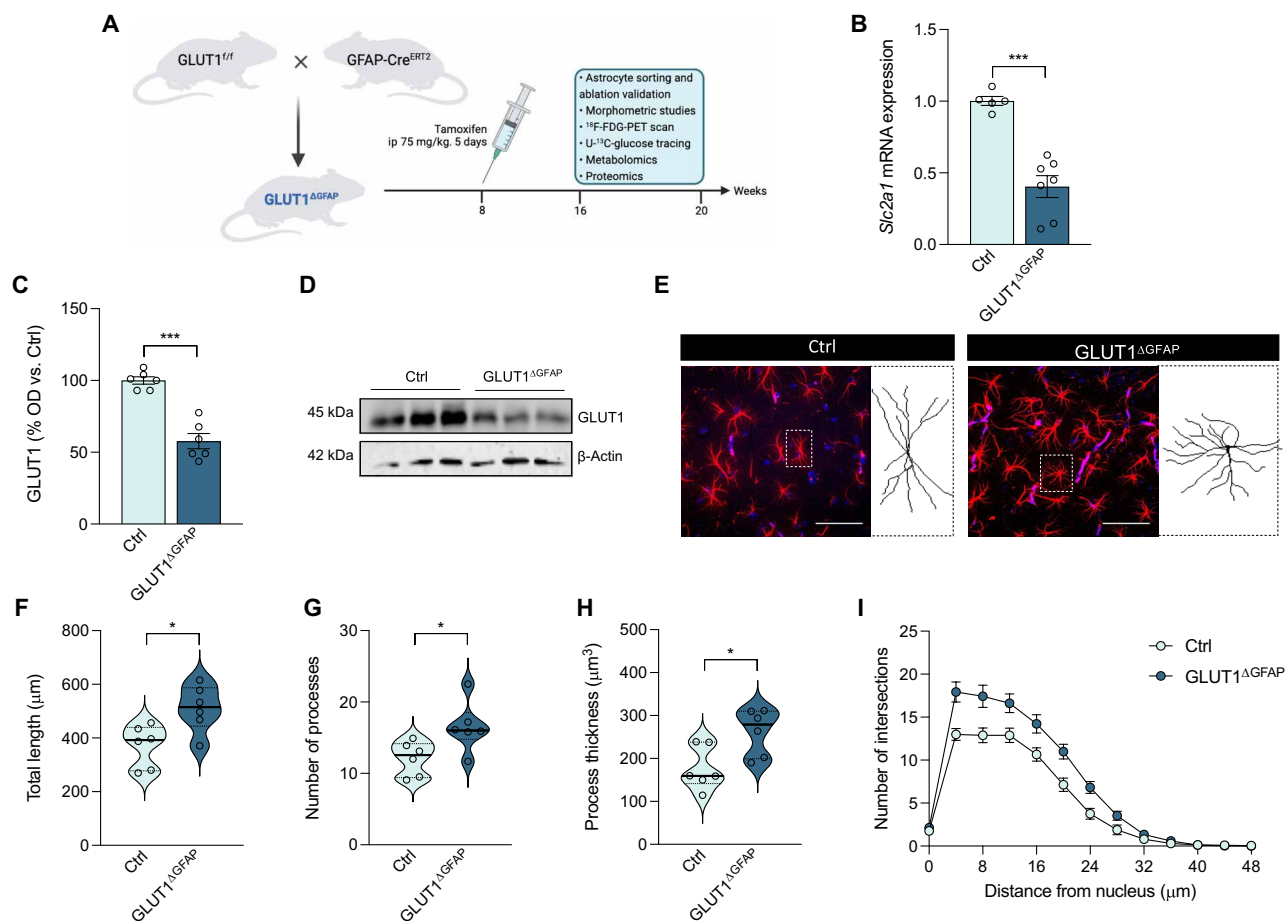 A
GLUT1f/f
×
GFAP-CreERT2
Tamoxifen
ip 75 mg/kg. 5 days
• Astrocyte sorting and
ablation validation
• Morphometric studies
• 18F-FDG-PET scan
• U-13C-glucose tracing
• Metabolomics
• Proteomics
GLUT1ΔGFAP
Weeks
8
16
20
B
Slc2a1 mRNA expression
1.5
1.0
0.5
0.0
***
Ctrl
GLUT1ΔGFAP
C
GLUT1 (% OD vs. Ctrl)
150
100
50
0
***
Ctrl
GLUT1ΔGFAP
D
Ctrl
GLUT1ΔGFAP
45 kDa
GLUT1
42 kDa
β-Actin
E
Ctrl
GLUT1ΔGFAP
F
Total length (μm)
800
600
400
200
0
*
Ctrl
GLUT1ΔGFAP
G
Number of processes
30
20
10
0
*
Ctrl
GLUT1ΔGFAP
H
Process thickness (μm3)
500
400
300
200
100
0
*
Ctrl
GLUT1ΔGFAP
I
Number of intersections
25
20
15
10
5
0
0
8
16
24
32
40
48
Distance from nucleus (μm)
Ctrl
GLUT1ΔGFAP